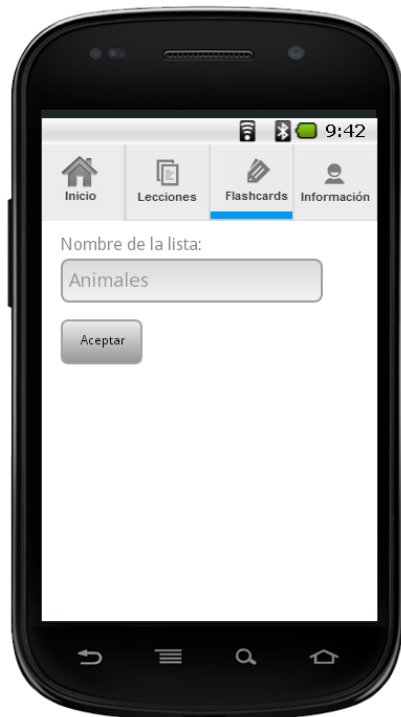 9:42
Inicio
Lecciones
Flashcards
Información
Nombre de la lista:
Animales
Aceptar